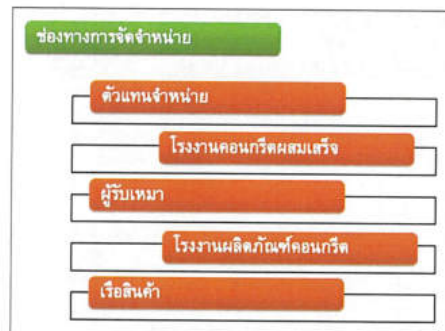 ช่องทางการจัดจำหน่าย
ตัวแทนจำหน่าย
โรงงานคอนกรีตผสมเสร็จ
ผู้รับเหมา
โรงงานผลิตภัณฑ์คอนกรีต
เรือสินค้า